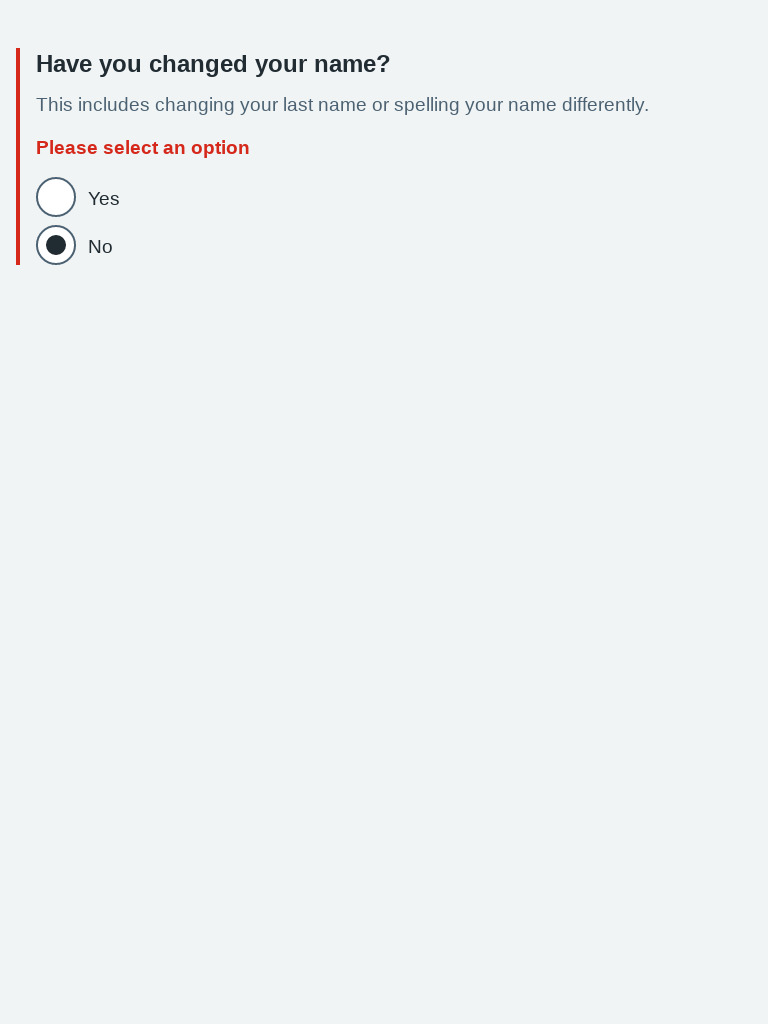 Have you changed your name?
This includes changing your last name or spelling your name differently.
Please select an option
Yes
No